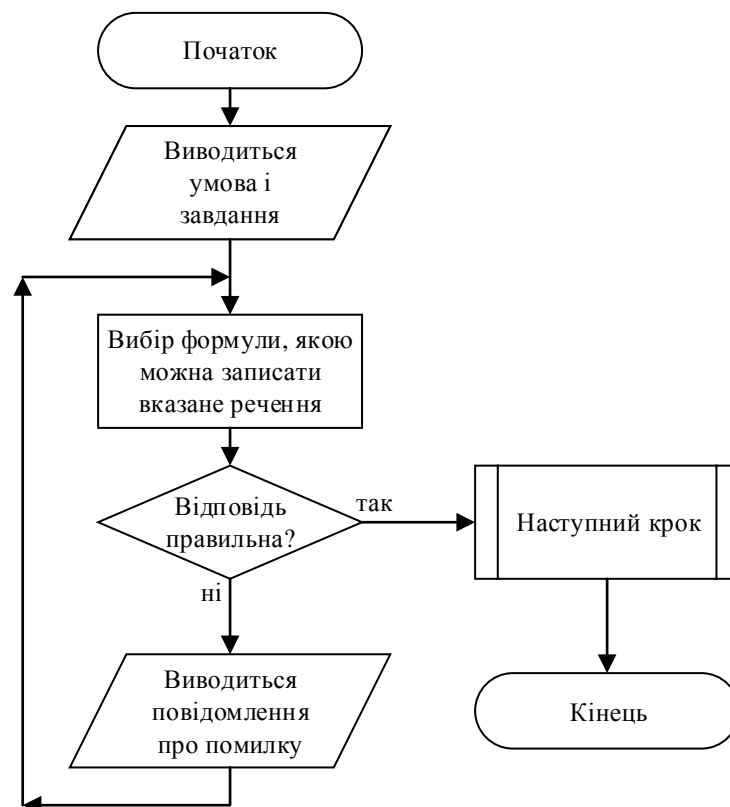 Початок
Виводиться
умова і
завдання
Вибір формули, якою
можна записати
вказане речення
Відповідь
правильна?
так
Наступний крок
ні
Виводиться
повідомлення
про помилку
Кінець